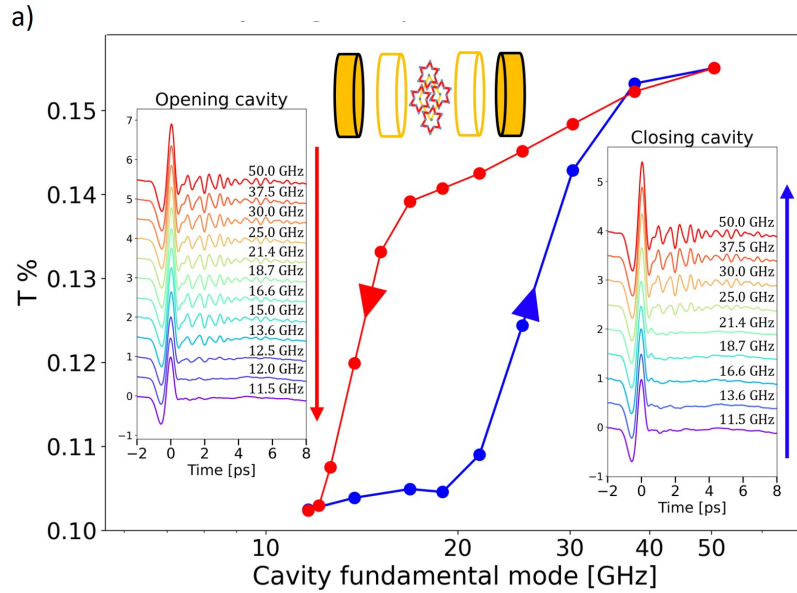 a)
T %
0.15
0.14
0.13
0.12
0.11
0.10
10
20
30
40
50
Cavity fundamental mode [GHz]
Opening cavity
7
6
5
4
3
2
1
0
−1
50.0 GHz
37.5 GHz
30.0 GHz
25.0 GHz
21.4 GHz
18.7 GHz
16.6 GHz
15.0 GHz
13.6 GHz
12.5 GHz
12.0 GHz
11.5 GHz
−2 0 2 4 6 8
Time [ps]
Closing cavity
5
4
3
2
1
0
−1
50.0 GHz
37.5 GHz
30.0 GHz
25.0 GHz
21.4 GHz
18.7 GHz
16.6 GHz
13.6 GHz
11.5 GHz
−2 0 2 4 6 8
Time [ps]